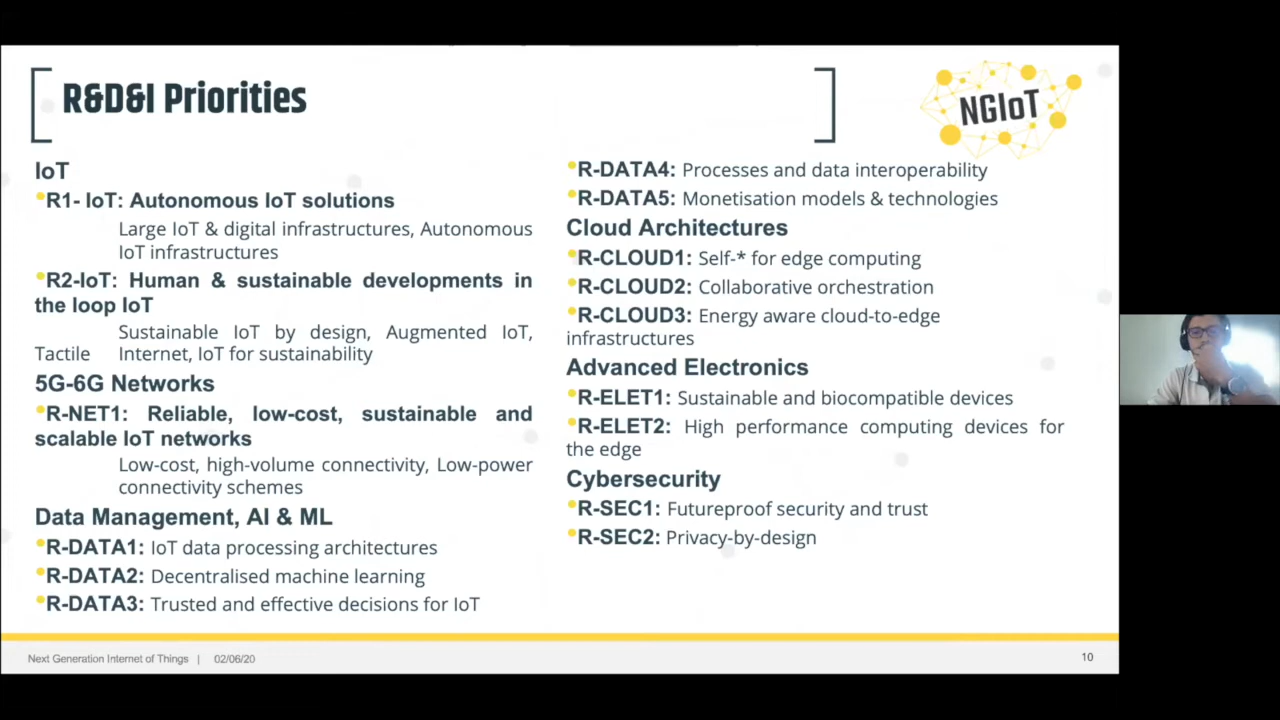 R&D&I Priorities
NGIoT
IoT
R1- IoT: Autonomous IoT solutions
Large IoT & digital infrastructures, Autonomous
IoT infrastructures
R2-IoT: Human & sustainable developments in
the loop IoT
Sustainable IoT by design, Augmented IoT,
Tactile Internet, IoT for sustainability
5G-6G Networks
R-NET1: Reliable, low-cost, sustainable and
scalable IoT networks
Low-cost, high-volume connectivity, Low-power
connectivity schemes
Data Management, AI & ML
R-DATA1: IoT data processing architectures
R-DATA2: Decentralised machine learning
R-DATA3: Trusted and effective decisions for IoT
R-DATA4: Processes and data interoperability
R-DATA5: Monetisation models & technologies
Cloud Architectures
R-CLOUD1: Self-* for edge computing
R-CLOUD2: Collaborative orchestration
R-CLOUD3: Energy aware cloud-to-edge
infrastructures
Advanced Electronics
R-ELET1: Sustainable and biocompatible devices
R-ELET2: High performance computing devices for
the edge
Cybersecurity
R-SEC1: Futureproof security and trust
R-SEC2: Privacy-by-design
Next Generation Internet of Things | 02/06/20
10